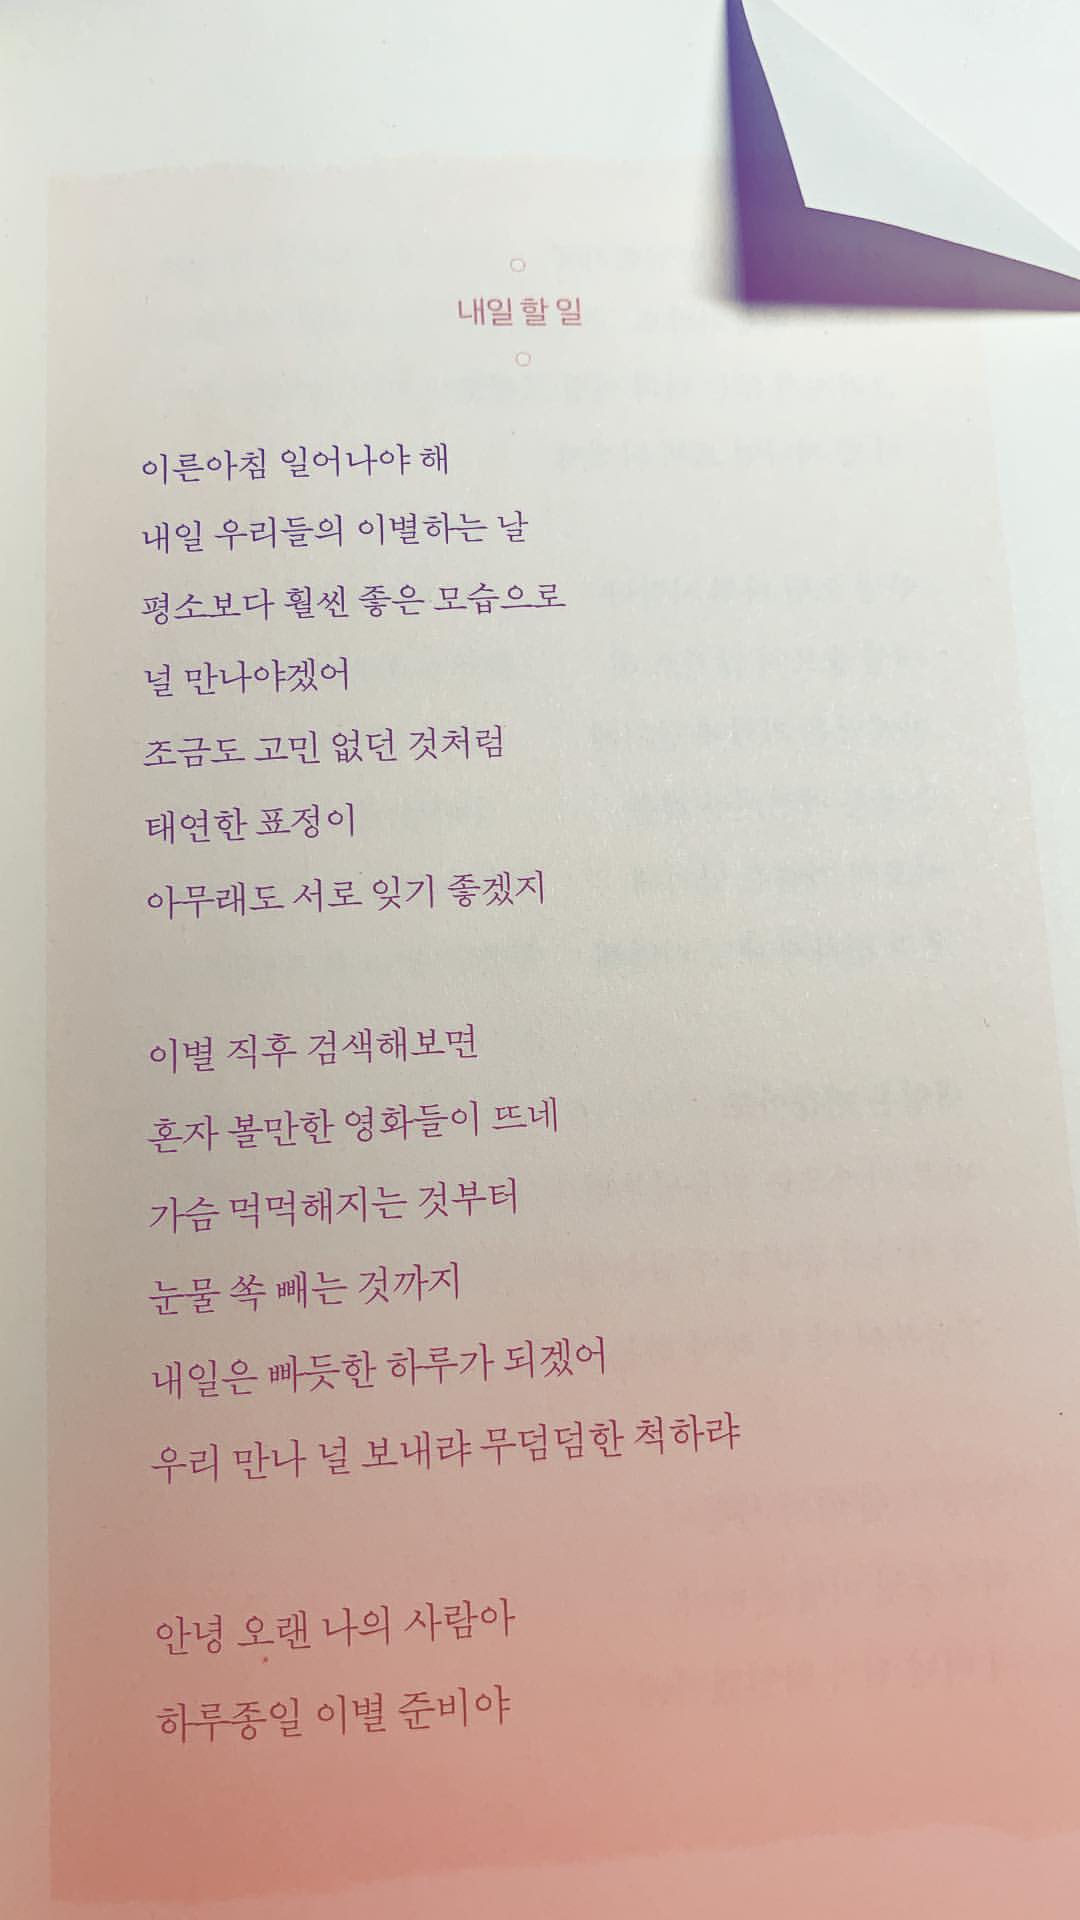 내일 할 일
이른아침 일어나야 해
내일 우리들의 이별하는 날
평소보다 훨씬 좋은 모습으로
널 만나야겠어
조금도 고민 없던 것처럼
태연한 표정이
아무래도 서로 잊기 좋겠지
이별 직후 검색해보면
혼자 볼만한 영화들이 뜨네
가슴 먹먹해지는 것부터
눈물 쏙 빼는 것까지
내일은 빠듯한 하루가 되겠어
우리 만나 널 보내랴 무덤덤한 척하랴
안녕 오랜 나의 사람아
하루종일 이별 준비야